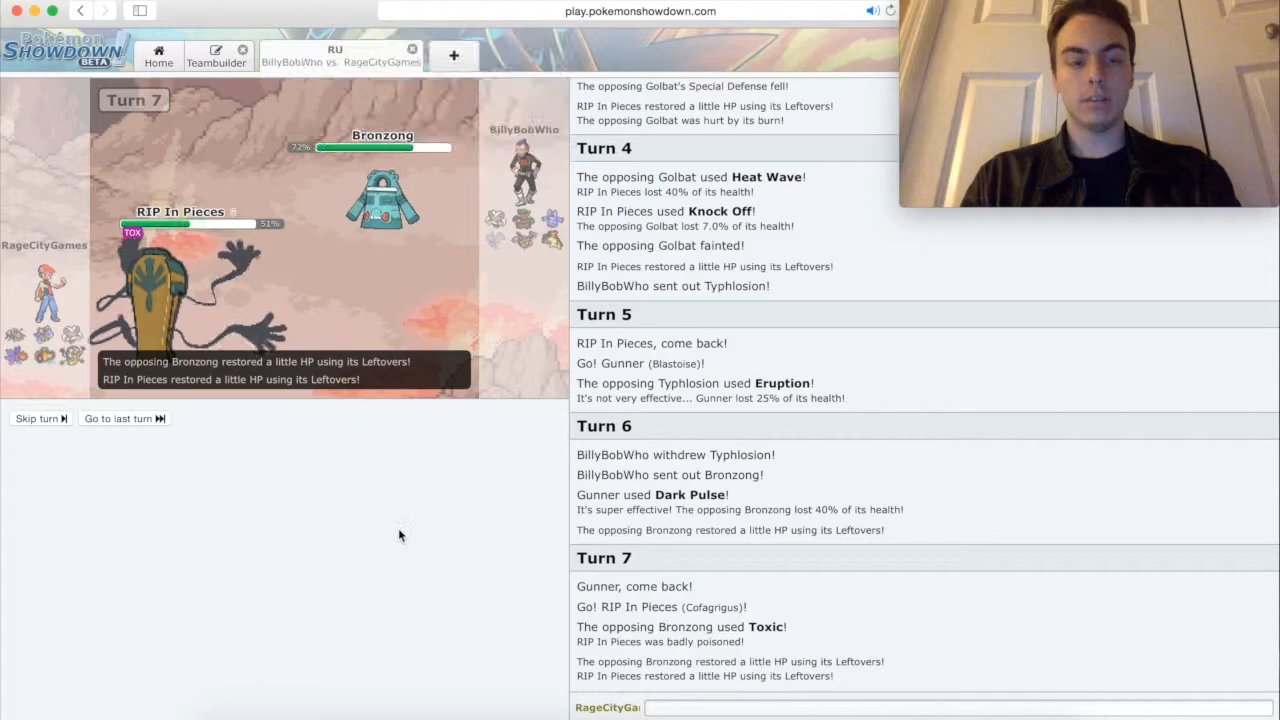 play.pokemonshowdown.com
Pokémon
SHOWDOWN
BETA
Home
Teambuilder
RU
BillyBobWho vs. RageCityGames
+
Turn 7
Bronzong
72%
BillyBobWho
RIP In Pieces
51%
TOX
RageCityGames
The opposing Bronzong restored a little HP using its Leftovers!
RIP In Pieces restored a little HP using its Leftovers!
Skip turn
Go to last turn
The opposing Golbat's Special Defense fell!
RIP In Pieces restored a little HP using its Leftovers!
The opposing Golbat was hurt by its burn!
Turn 4
The opposing Golbat used Heat Wave!
RIP In Pieces lost 40% of its health!
RIP In Pieces used Knock Off!
The opposing Golbat lost 7.0% of its health!
The opposing Golbat fainted!
RIP In Pieces restored a little HP using its Leftovers!
BillyBobWho sent out Typhlosion!
Turn 5
RIP In Pieces, come back!
Go! Gunner (Blastoise)!
The opposing Typhlosion used Eruption!
It's not very effective... Gunner lost 25% of its health!
Turn 6
BillyBobWho withdrew Typhlosion!
BillyBobWho sent out Bronzong!
Gunner used Dark Pulse!
It's super effective! The opposing Bronzong lost 40% of its health!
The opposing Bronzong restored a little HP using its Leftovers!
Turn 7
Gunner, come back!
Go! RIP In Pieces (Cofagrigus)!
The opposing Bronzong used Toxic!
RIP In Pieces was badly poisoned!
The opposing Bronzong restored a little HP using its Leftovers!
RIP In Pieces restored a little HP using its Leftovers!
RageCityGa